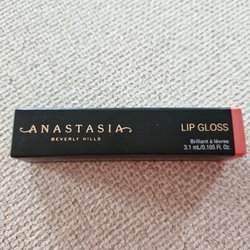 ANASTASIA
BEVERLY HILLS
LIP GLOSS
Brillant à lèvres
3.1 mL/0.105 Fl. Oz.